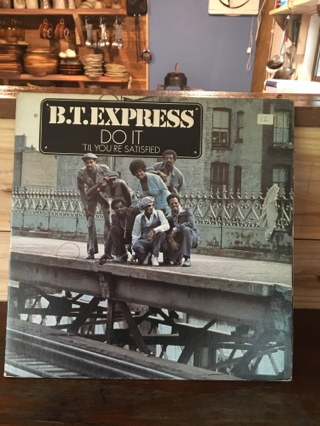 B.T. EXPRESS
DO IT
'TIL YOU'RE SATISFIED